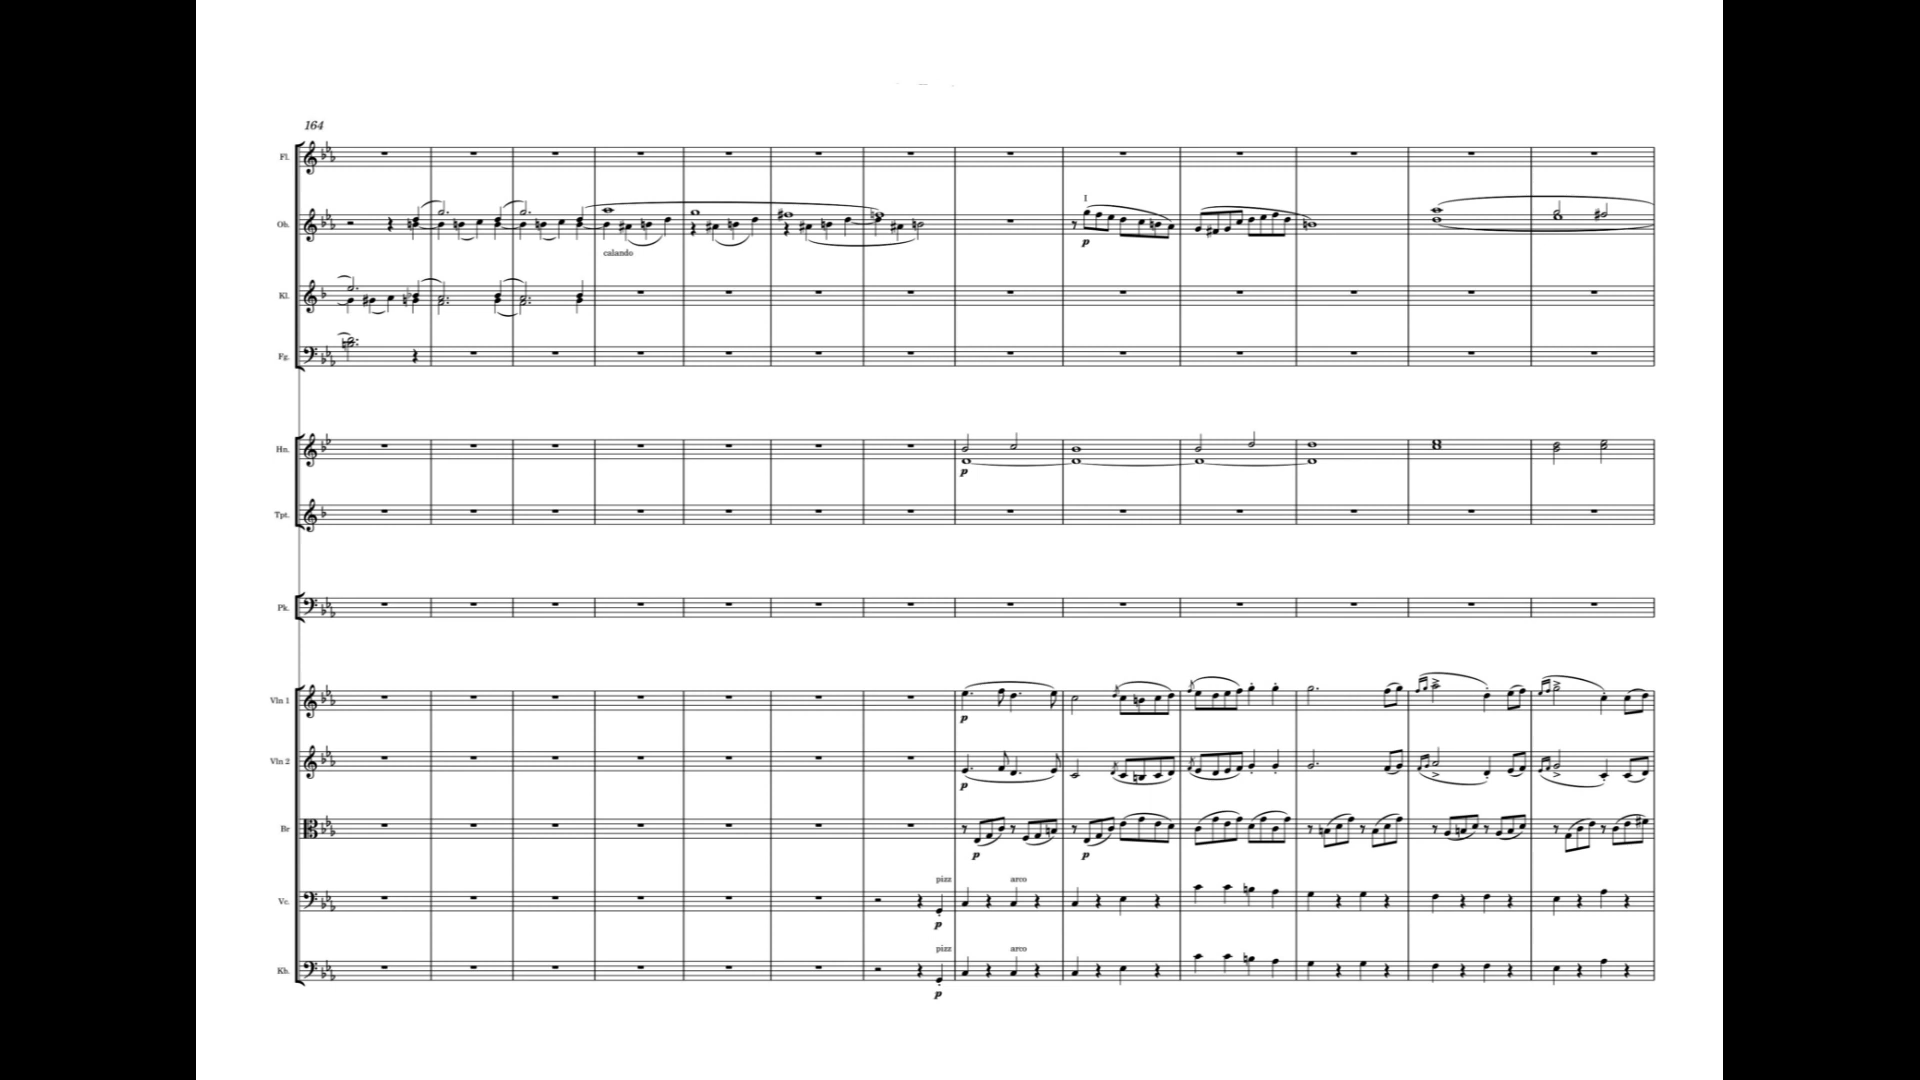 164
Fl.
I
Ob.
p
calando
Kl.
Fg.
Hn.
p
Tpt.
Pk.
Vln 1
p
Vln 2
p
Br
p p
pizz arco
Vc.
p
pizz arco
Kb.
p